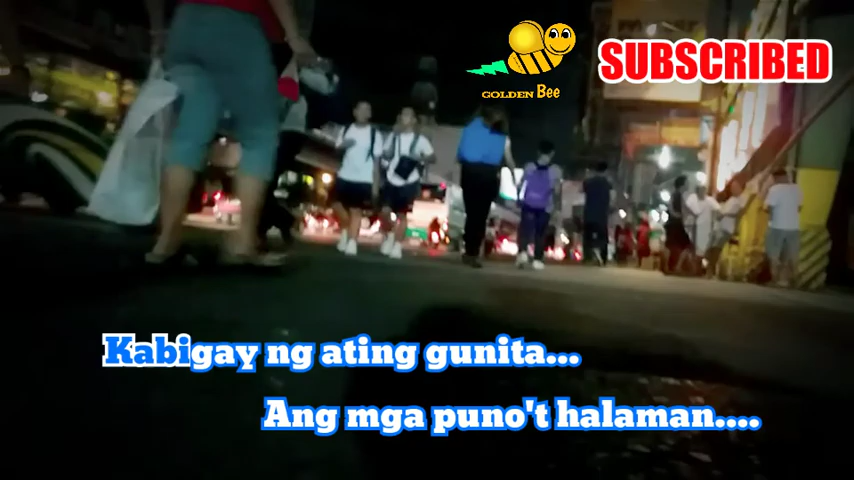 GOLDEN Bee
SUBSCRIBED
Kabigay ng ating gunita...
Ang mga puno't halaman....